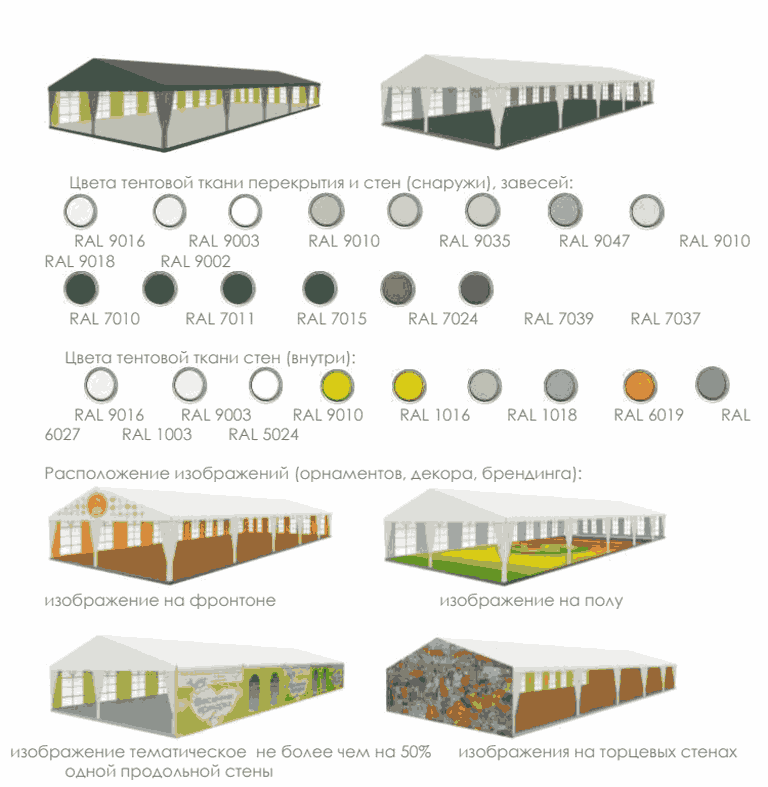 Цвета тентовой ткани перекрытия и стен (снаружи), завесей:
RAL 9016 RAL 9003 RAL 9010 RAL 9035 RAL 9047 RAL 9010
RAL 9018 RAL 9002
RAL 7010 RAL 7011 RAL 7015 RAL 7024 RAL 7039 RAL 7037
Цвета тентовой ткани стен (внутри):
RAL 9016 RAL 9003 RAL 9010 RAL 1016 RAL 1018 RAL 6019 RAL
6027 RAL 1003 RAL 5024
Расположение изображений (орнаментов, декора, брендинга):
изображение на фронтоне изображение на полу
изображение тематическое не более чем на 50% изображения на торцевых стенах
одной продольной стены